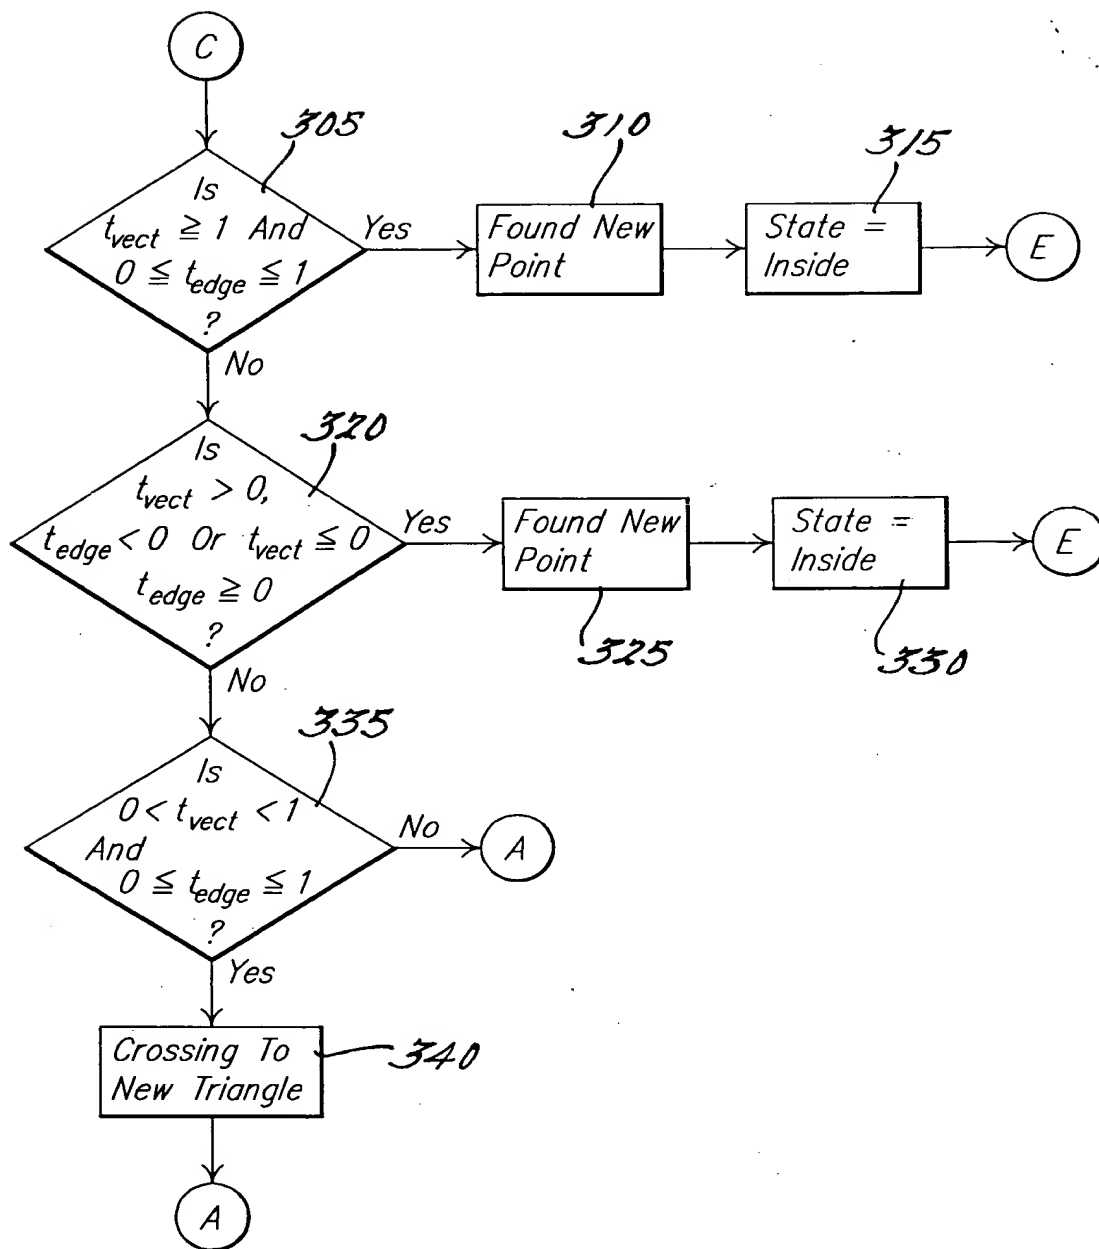 C
305
Is
t_vect ≧ 1 And
0 ≦ t_edge ≦ 1
?
Yes
310
Found New
Point
315
State =
Inside
E
No
320
Is
t_vect > 0,
t_edge < 0 Or t_vect ≦ 0
t_edge ≧ 0
?
Yes
Found New
Point
325
State =
Inside
330
E
No
335
Is
0 < t_vect < 1
And
0 ≦ t_edge ≦ 1
?
No
A
Yes
Crossing To
New Triangle
340
A